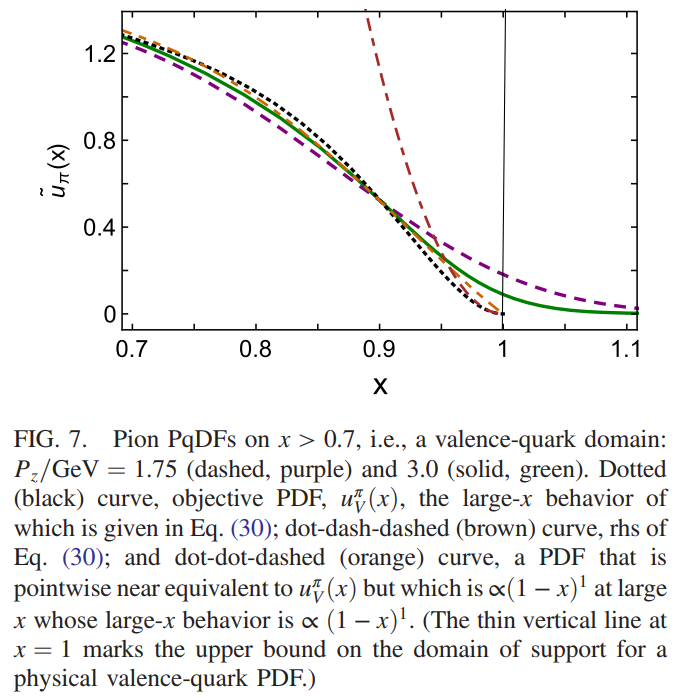 1.2
0.8
0.4
0
ũπ(x)
0.7 0.8 0.9 1 1.1
x
FIG. 7. Pion PqDFs on x > 0.7, i.e., a valence-quark domain:
Pz/GeV = 1.75 (dashed, purple) and 3.0 (solid, green). Dotted
(black) curve, objective PDF, uπV(x), the large-x behavior of
which is given in Eq. (30); dot-dash-dashed (brown) curve, rhs of
Eq. (30); and dot-dot-dashed (orange) curve, a PDF that is
pointwise near equivalent to uπV(x) but which is ∝(1 − x)¹ at large
x whose large-x behavior is ∝ (1 − x)¹. (The thin vertical line at
x = 1 marks the upper bound on the domain of support for a
physical valence-quark PDF.)